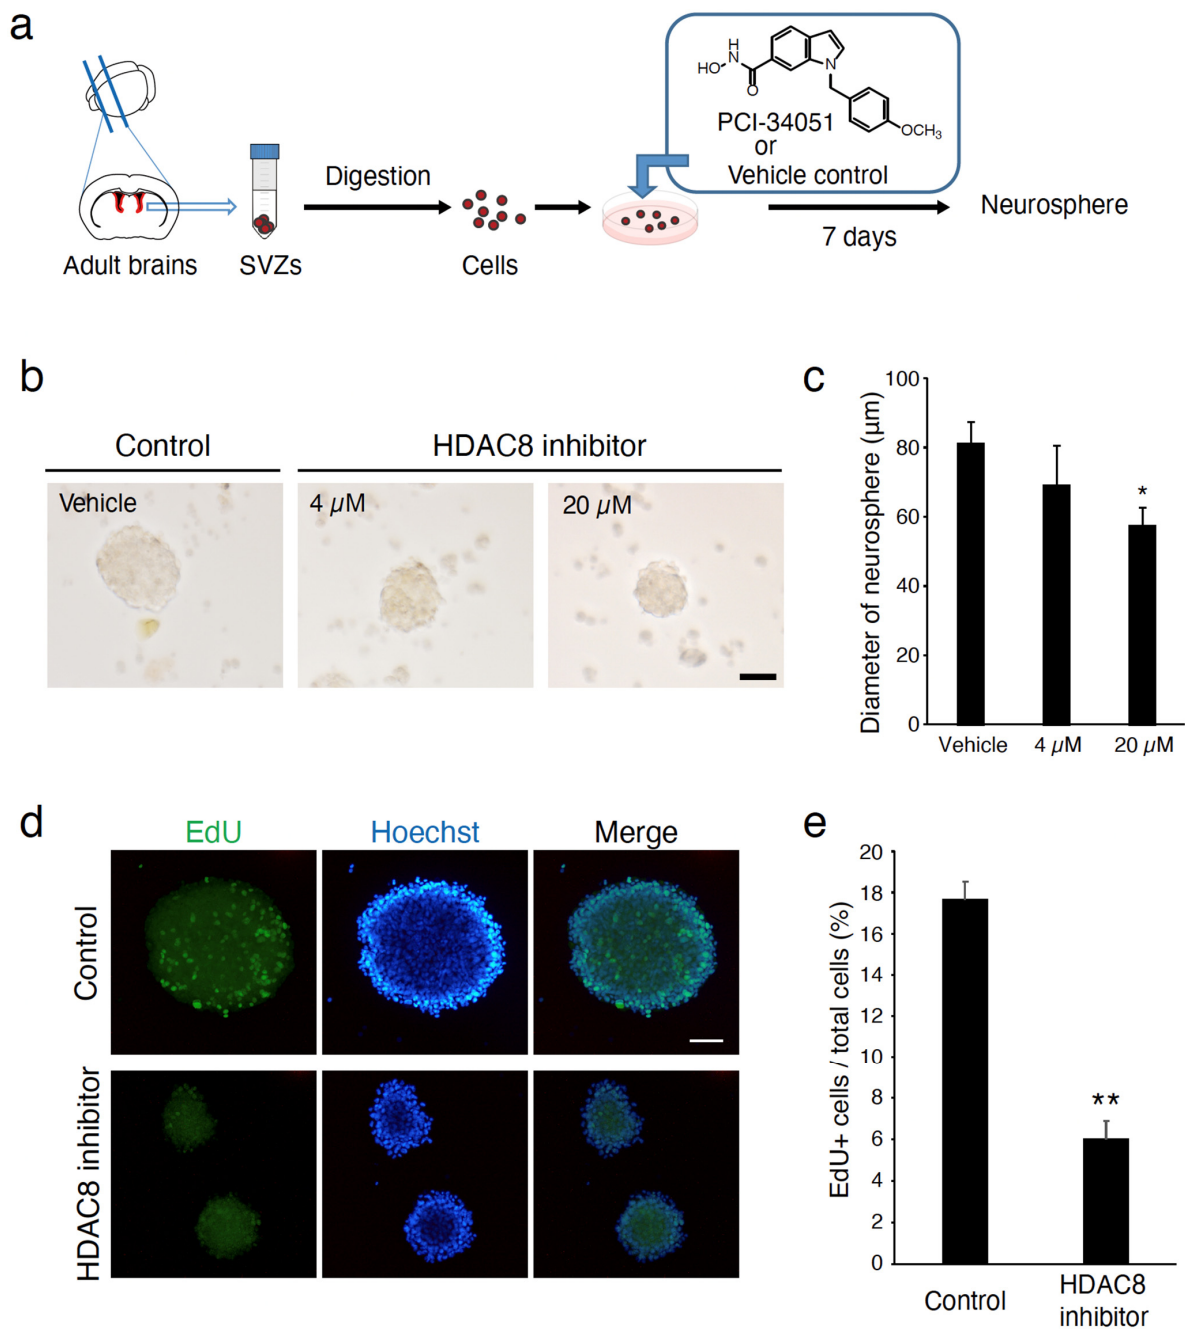 a
H
N
HO
O
N
OCH3
PCI-34051
or
Vehicle control
Digestion
7 days
Neurosphere
Adult brains
SVZs
Cells
b
Control
HDAC8 inhibitor
Vehicle
4 µM
20 µM
c
Diameter of neurosphere (µm)
100
80
60
40
20
0
*
Vehicle
4 µM
20 µM
d
EdU
Hoechst
Merge
Control
HDAC8 inhibitor
e
EdU+ cells / total cells (%)
20
18
16
14
12
10
8
6
4
2
0
**
Control
HDAC8
inhibitor